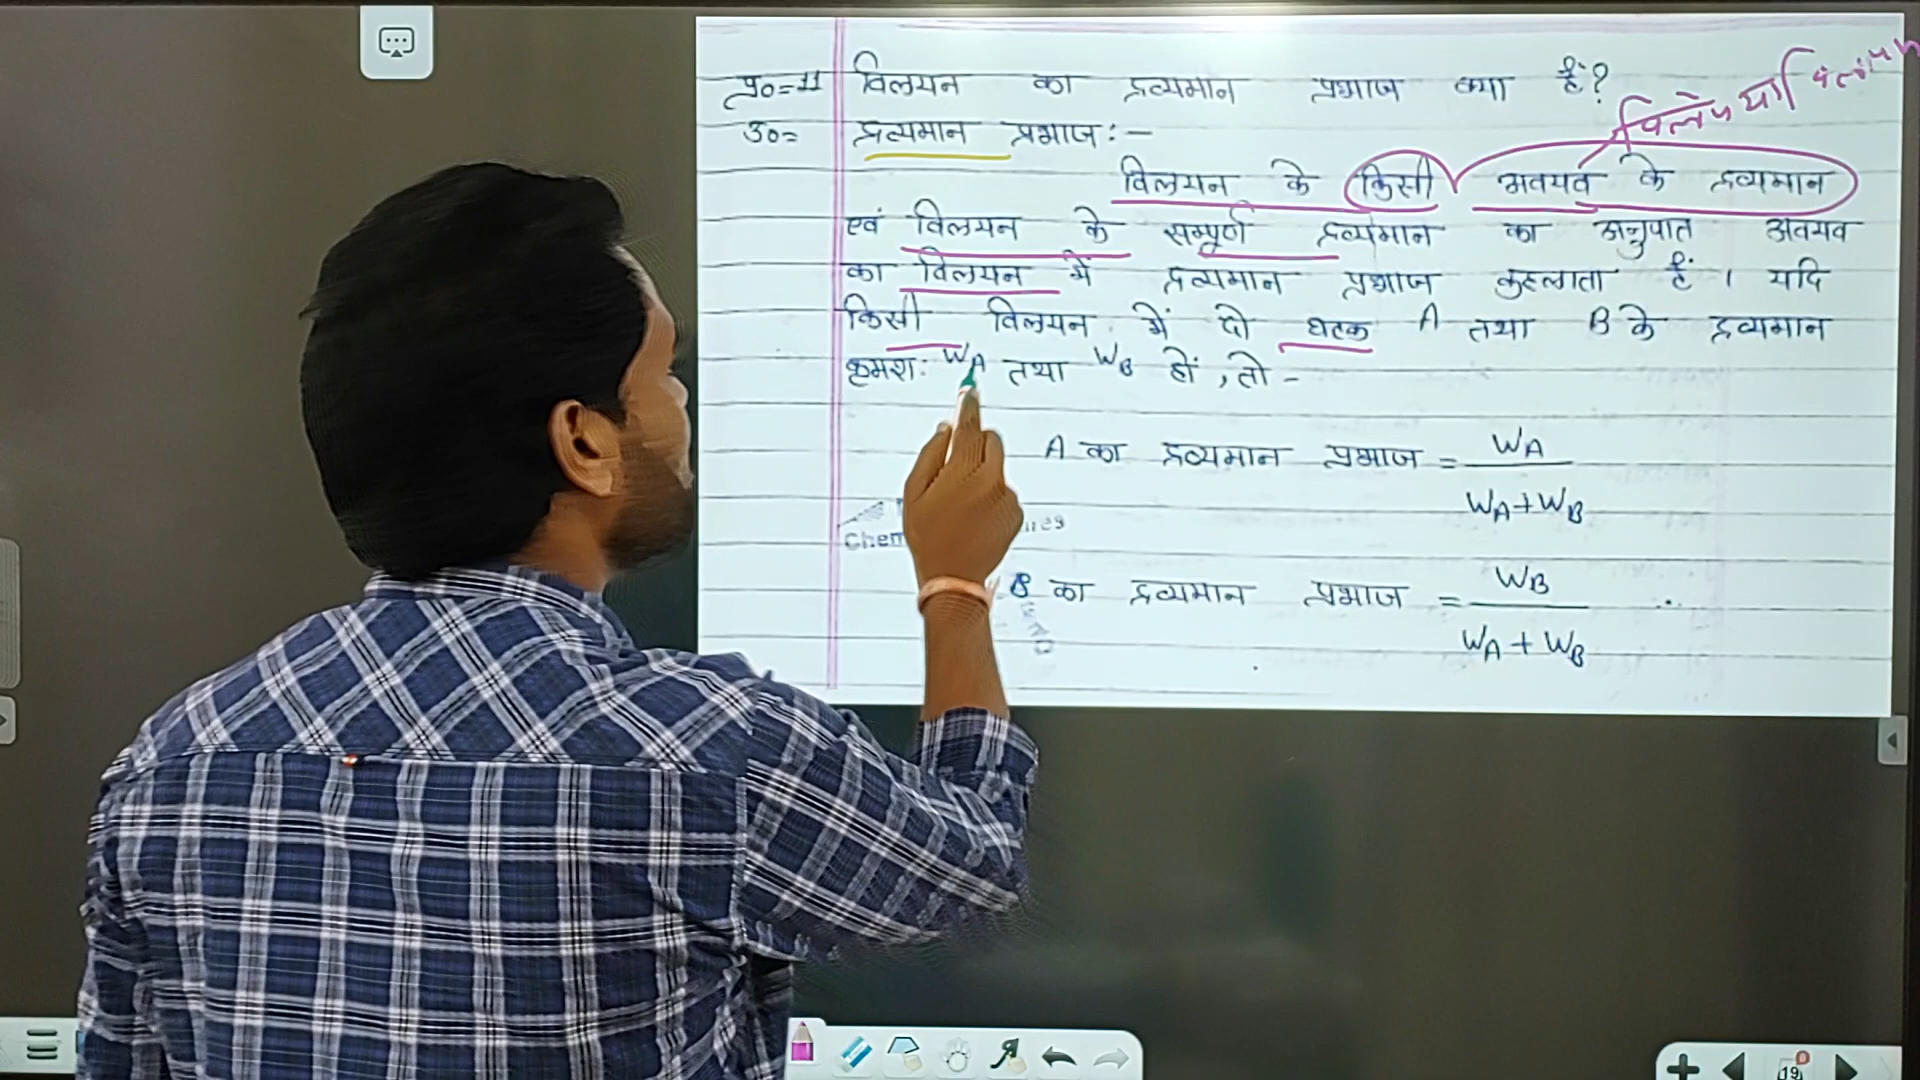 प्र०=11 विलयन का द्रव्यमान प्रभाज क्या हैं?
विलेय या
उ०= द्रव्यमान प्रभाज :-
विलयन के किसी अवयव के द्रव्यमान
एवं विलयन के सम्पूर्ण द्रव्यमान का अनुपात अवयव
का विलयन में द्रव्यमान प्रभाज कहलाता हैं । यदि
किसी विलयन में दो घटक A तथा B के द्रव्यमान
क्रमश: WA तथा WB हों , तो -
A का द्रव्यमान प्रभाज = WA
WA+WB
B का द्रव्यमान प्रभाज = WB
WA + WB
19